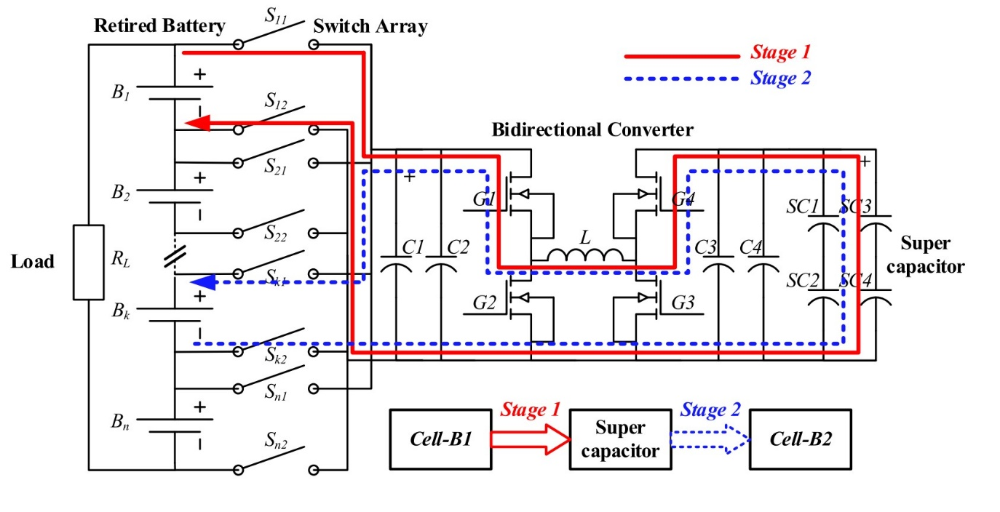 S11
Retired Battery
Switch Array
Stage 1
Stage 2
+
B1
S12
Bidirectional Converter
S21
+
+
+
B2
G1
G4
SC1
SC3
S22
L
Load
RL
C1
C2
C3
C4
Super
capacitor
Sk1
SC2
SC4
+
Bk
G2
G3
Sk2
Sn1
+
Bn
Stage 1
Stage 2
Sn2
Cell-B1
Super
capacitor
Cell-B2